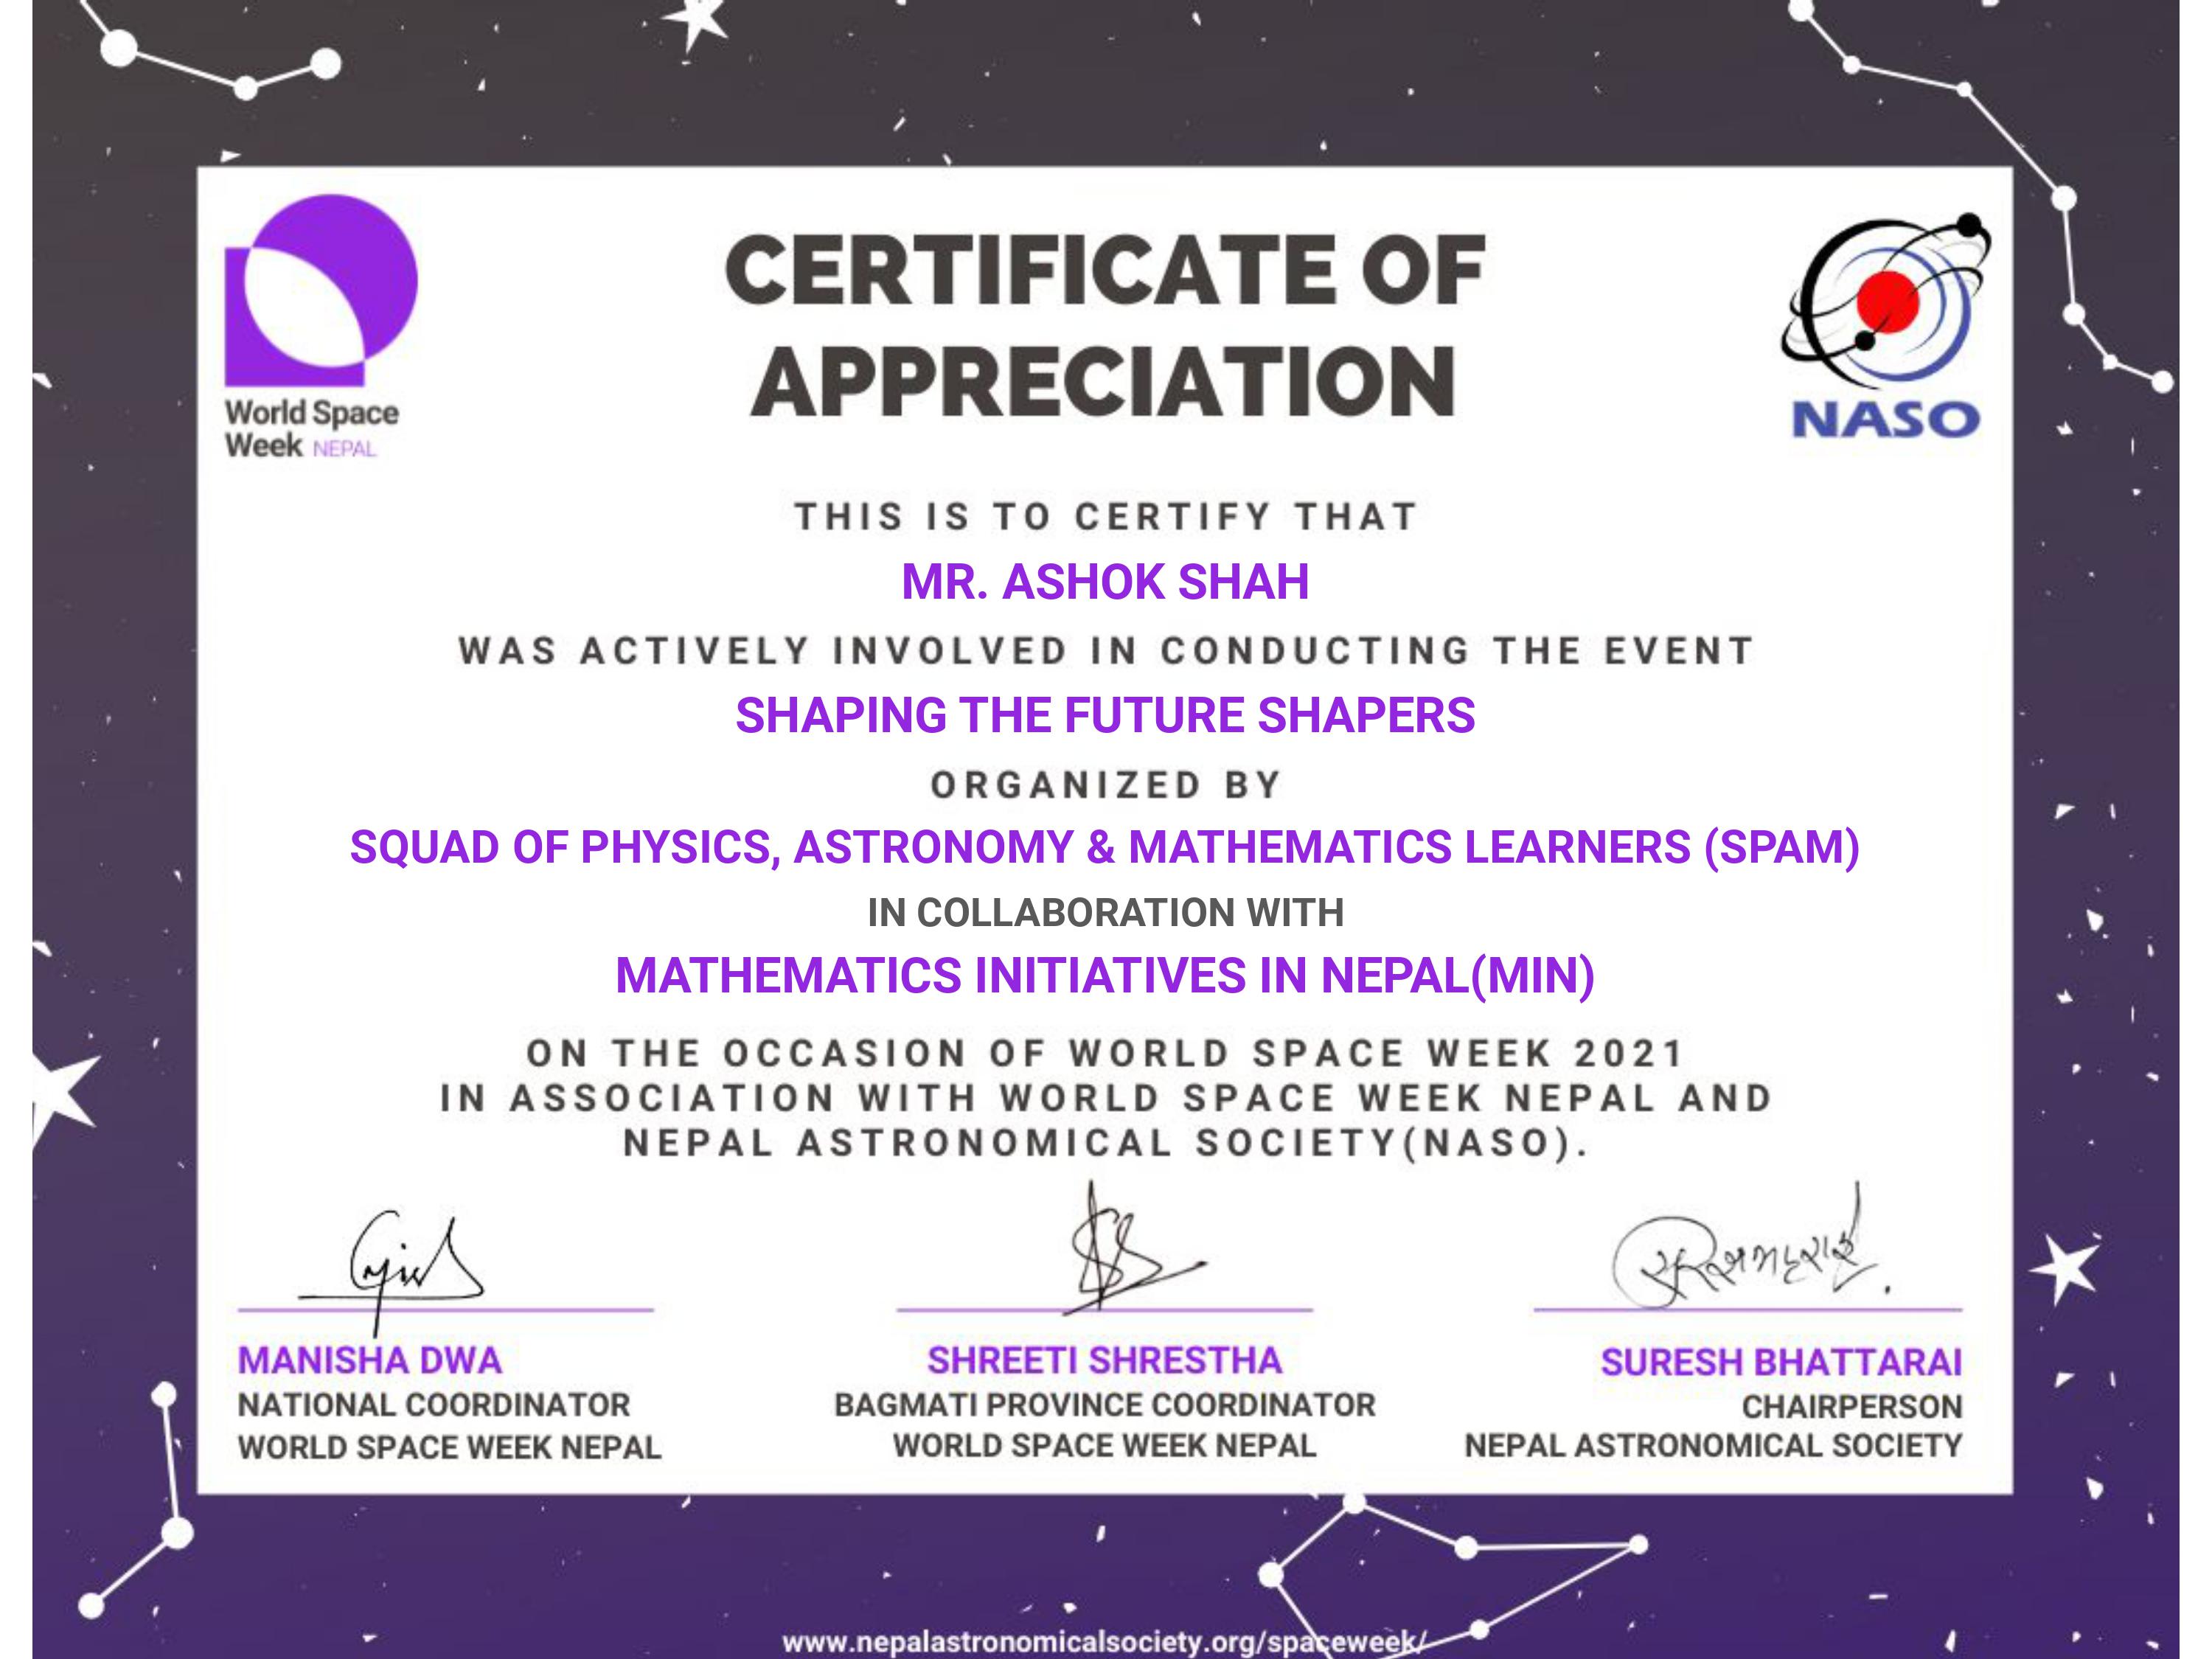 World Space
Week NEPAL
CERTIFICATE OF
APPRECIATION
NASO
THIS IS TO CERTIFY THAT
MR. ASHOK SHAH
WAS ACTIVELY INVOLVED IN CONDUCTING THE EVENT
SHAPING THE FUTURE SHAPERS
ORGANIZED BY
SQUAD OF PHYSICS, ASTRONOMY & MATHEMATICS LEARNERS (SPAM)
IN COLLABORATION WITH
MATHEMATICS INITIATIVES IN NEPAL(MIN)
ON THE OCCASION OF WORLD SPACE WEEK 2021
IN ASSOCIATION WITH WORLD SPACE WEEK NEPAL AND
NEPAL ASTRONOMICAL SOCIETY(NASO).
MANISHA DWA
NATIONAL COORDINATOR
WORLD SPACE WEEK NEPAL
SHREETI SHRESTHA
BAGMATI PROVINCE COORDINATOR
WORLD SPACE WEEK NEPAL
SURESH BHATTARAI
CHAIRPERSON
NEPAL ASTRONOMICAL SOCIETY
www.nepalastronomicalsociety.org/spaceweek/